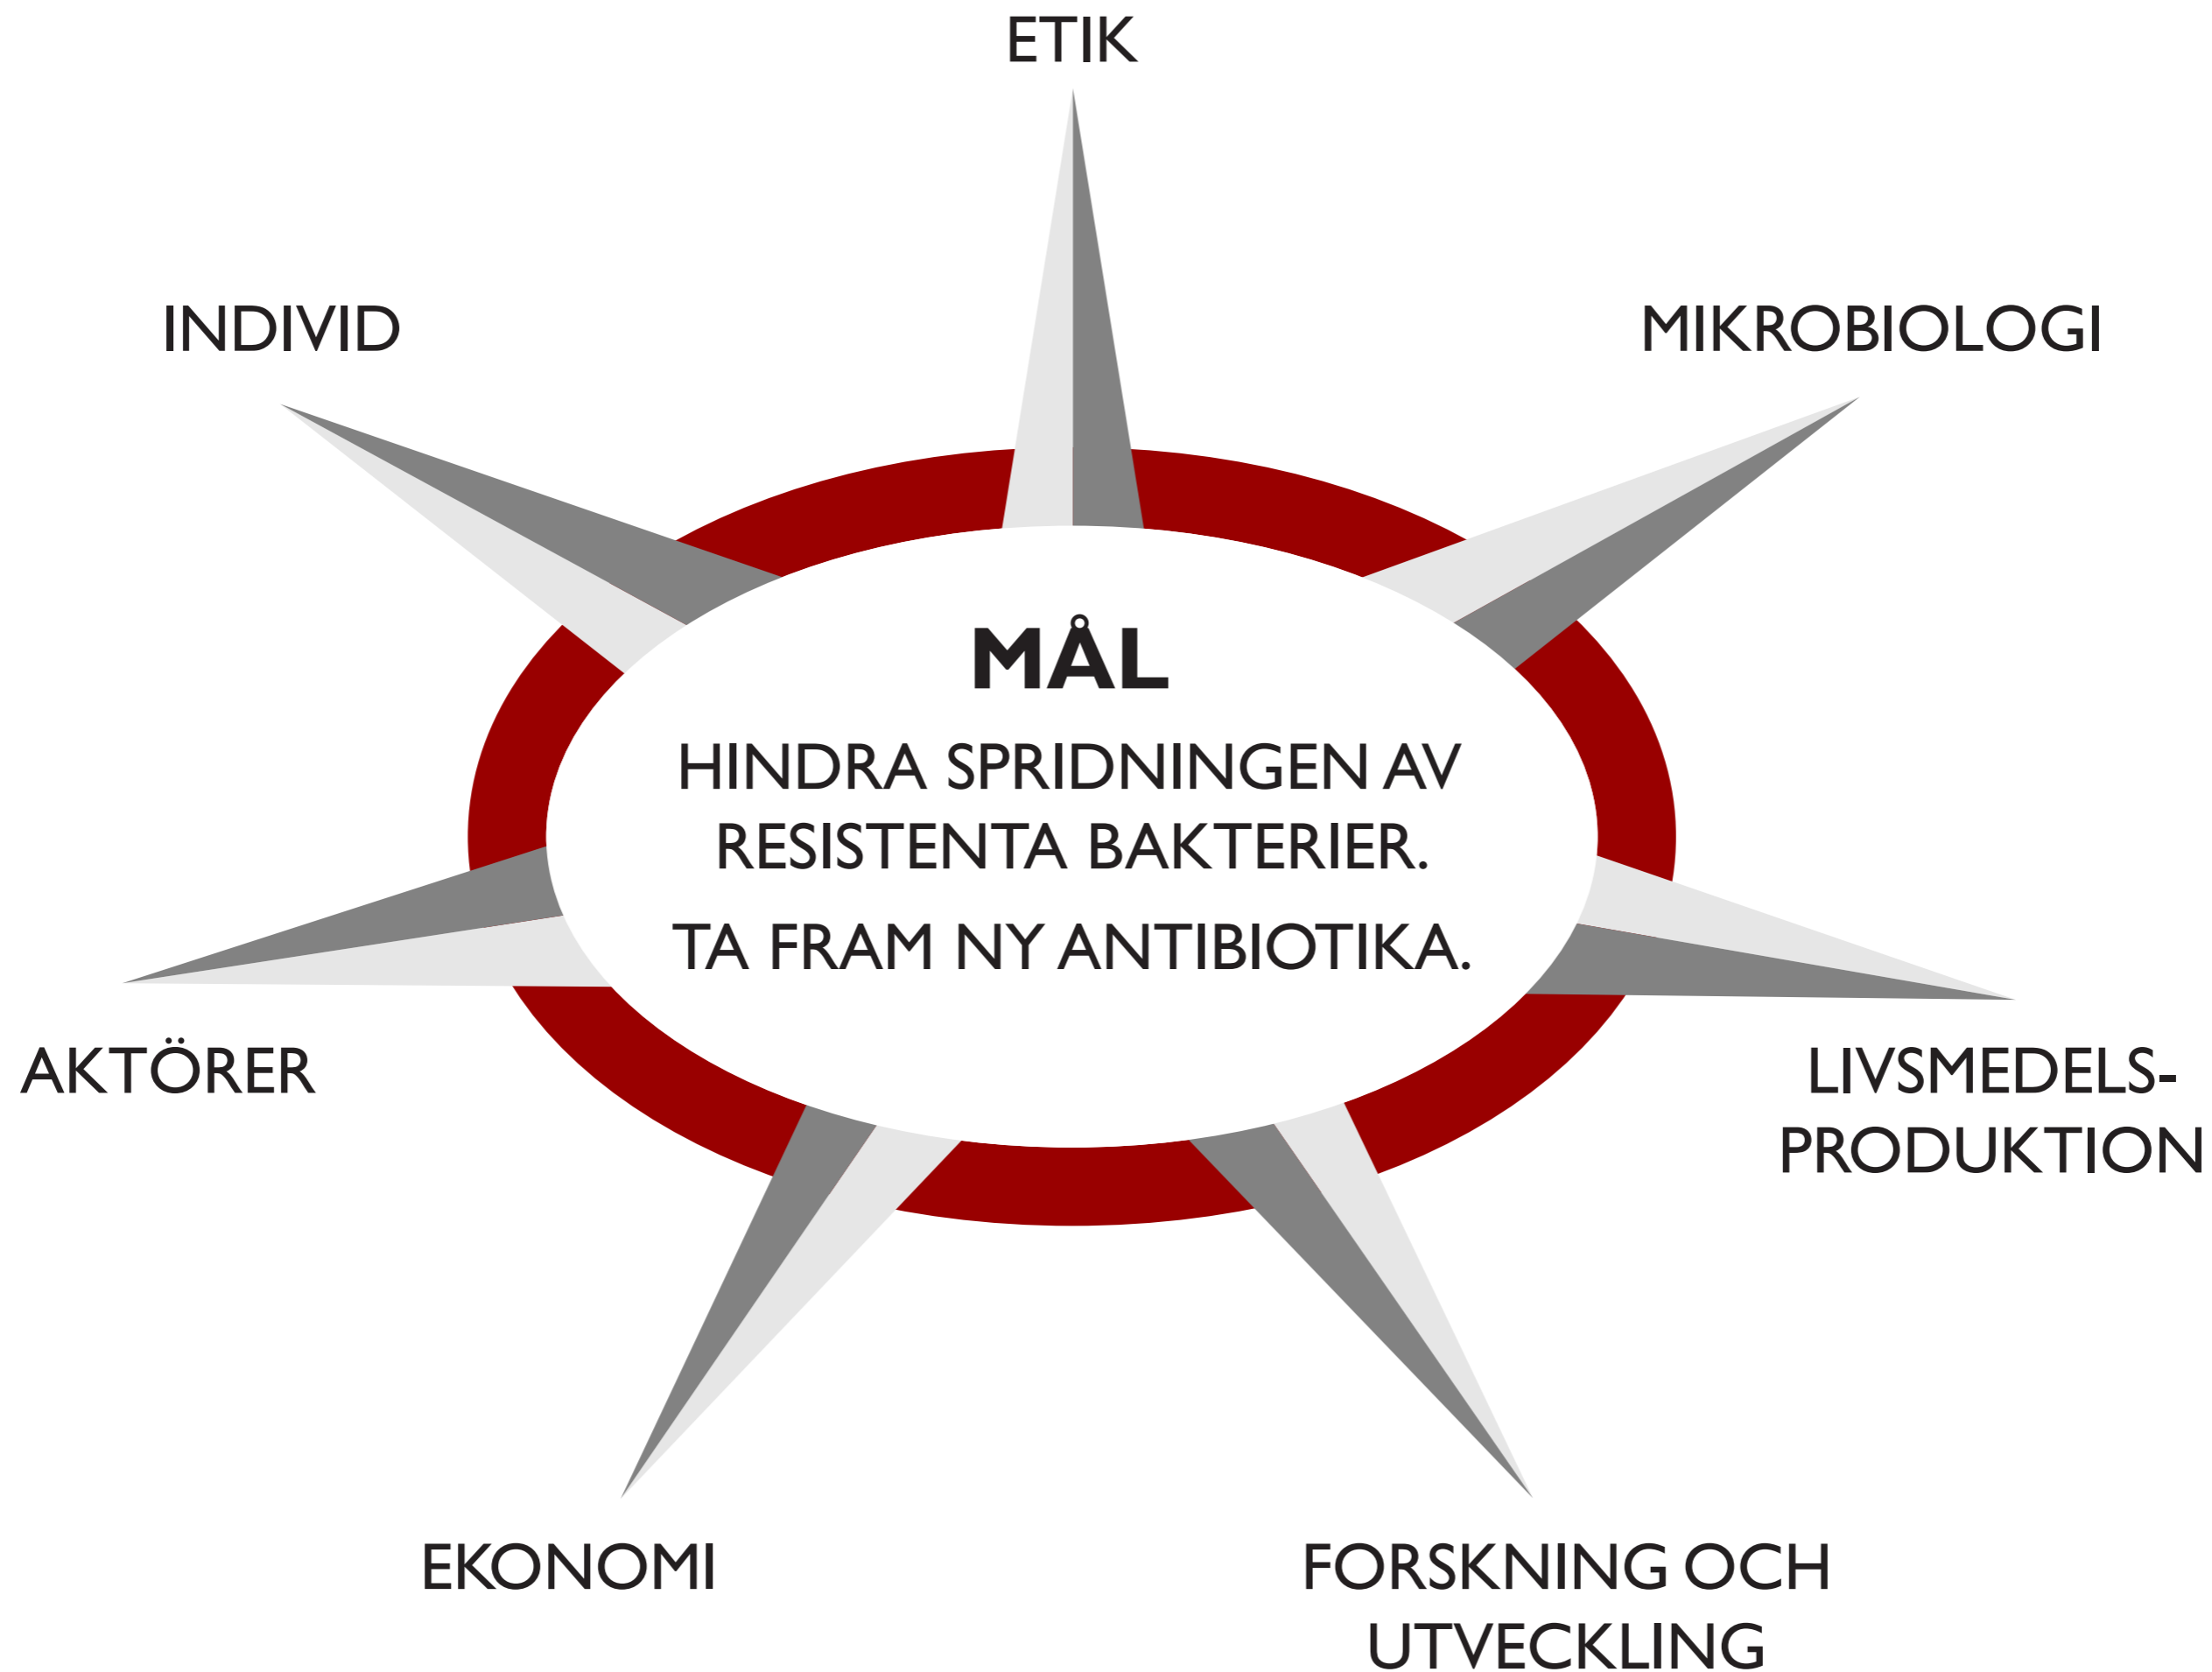 ETIK
INDIVID
MIKROBIOLOGI
MÅL
HINDRA SPRIDNINGEN AV
RESISTENTA BAKTERIER.
TA FRAM NY ANTIBIOTIKA.
AKTÖRER
LIVSMEDELS-
PRODUKTION
EKONOMI
FORSKNING OCH
UTVECKLING